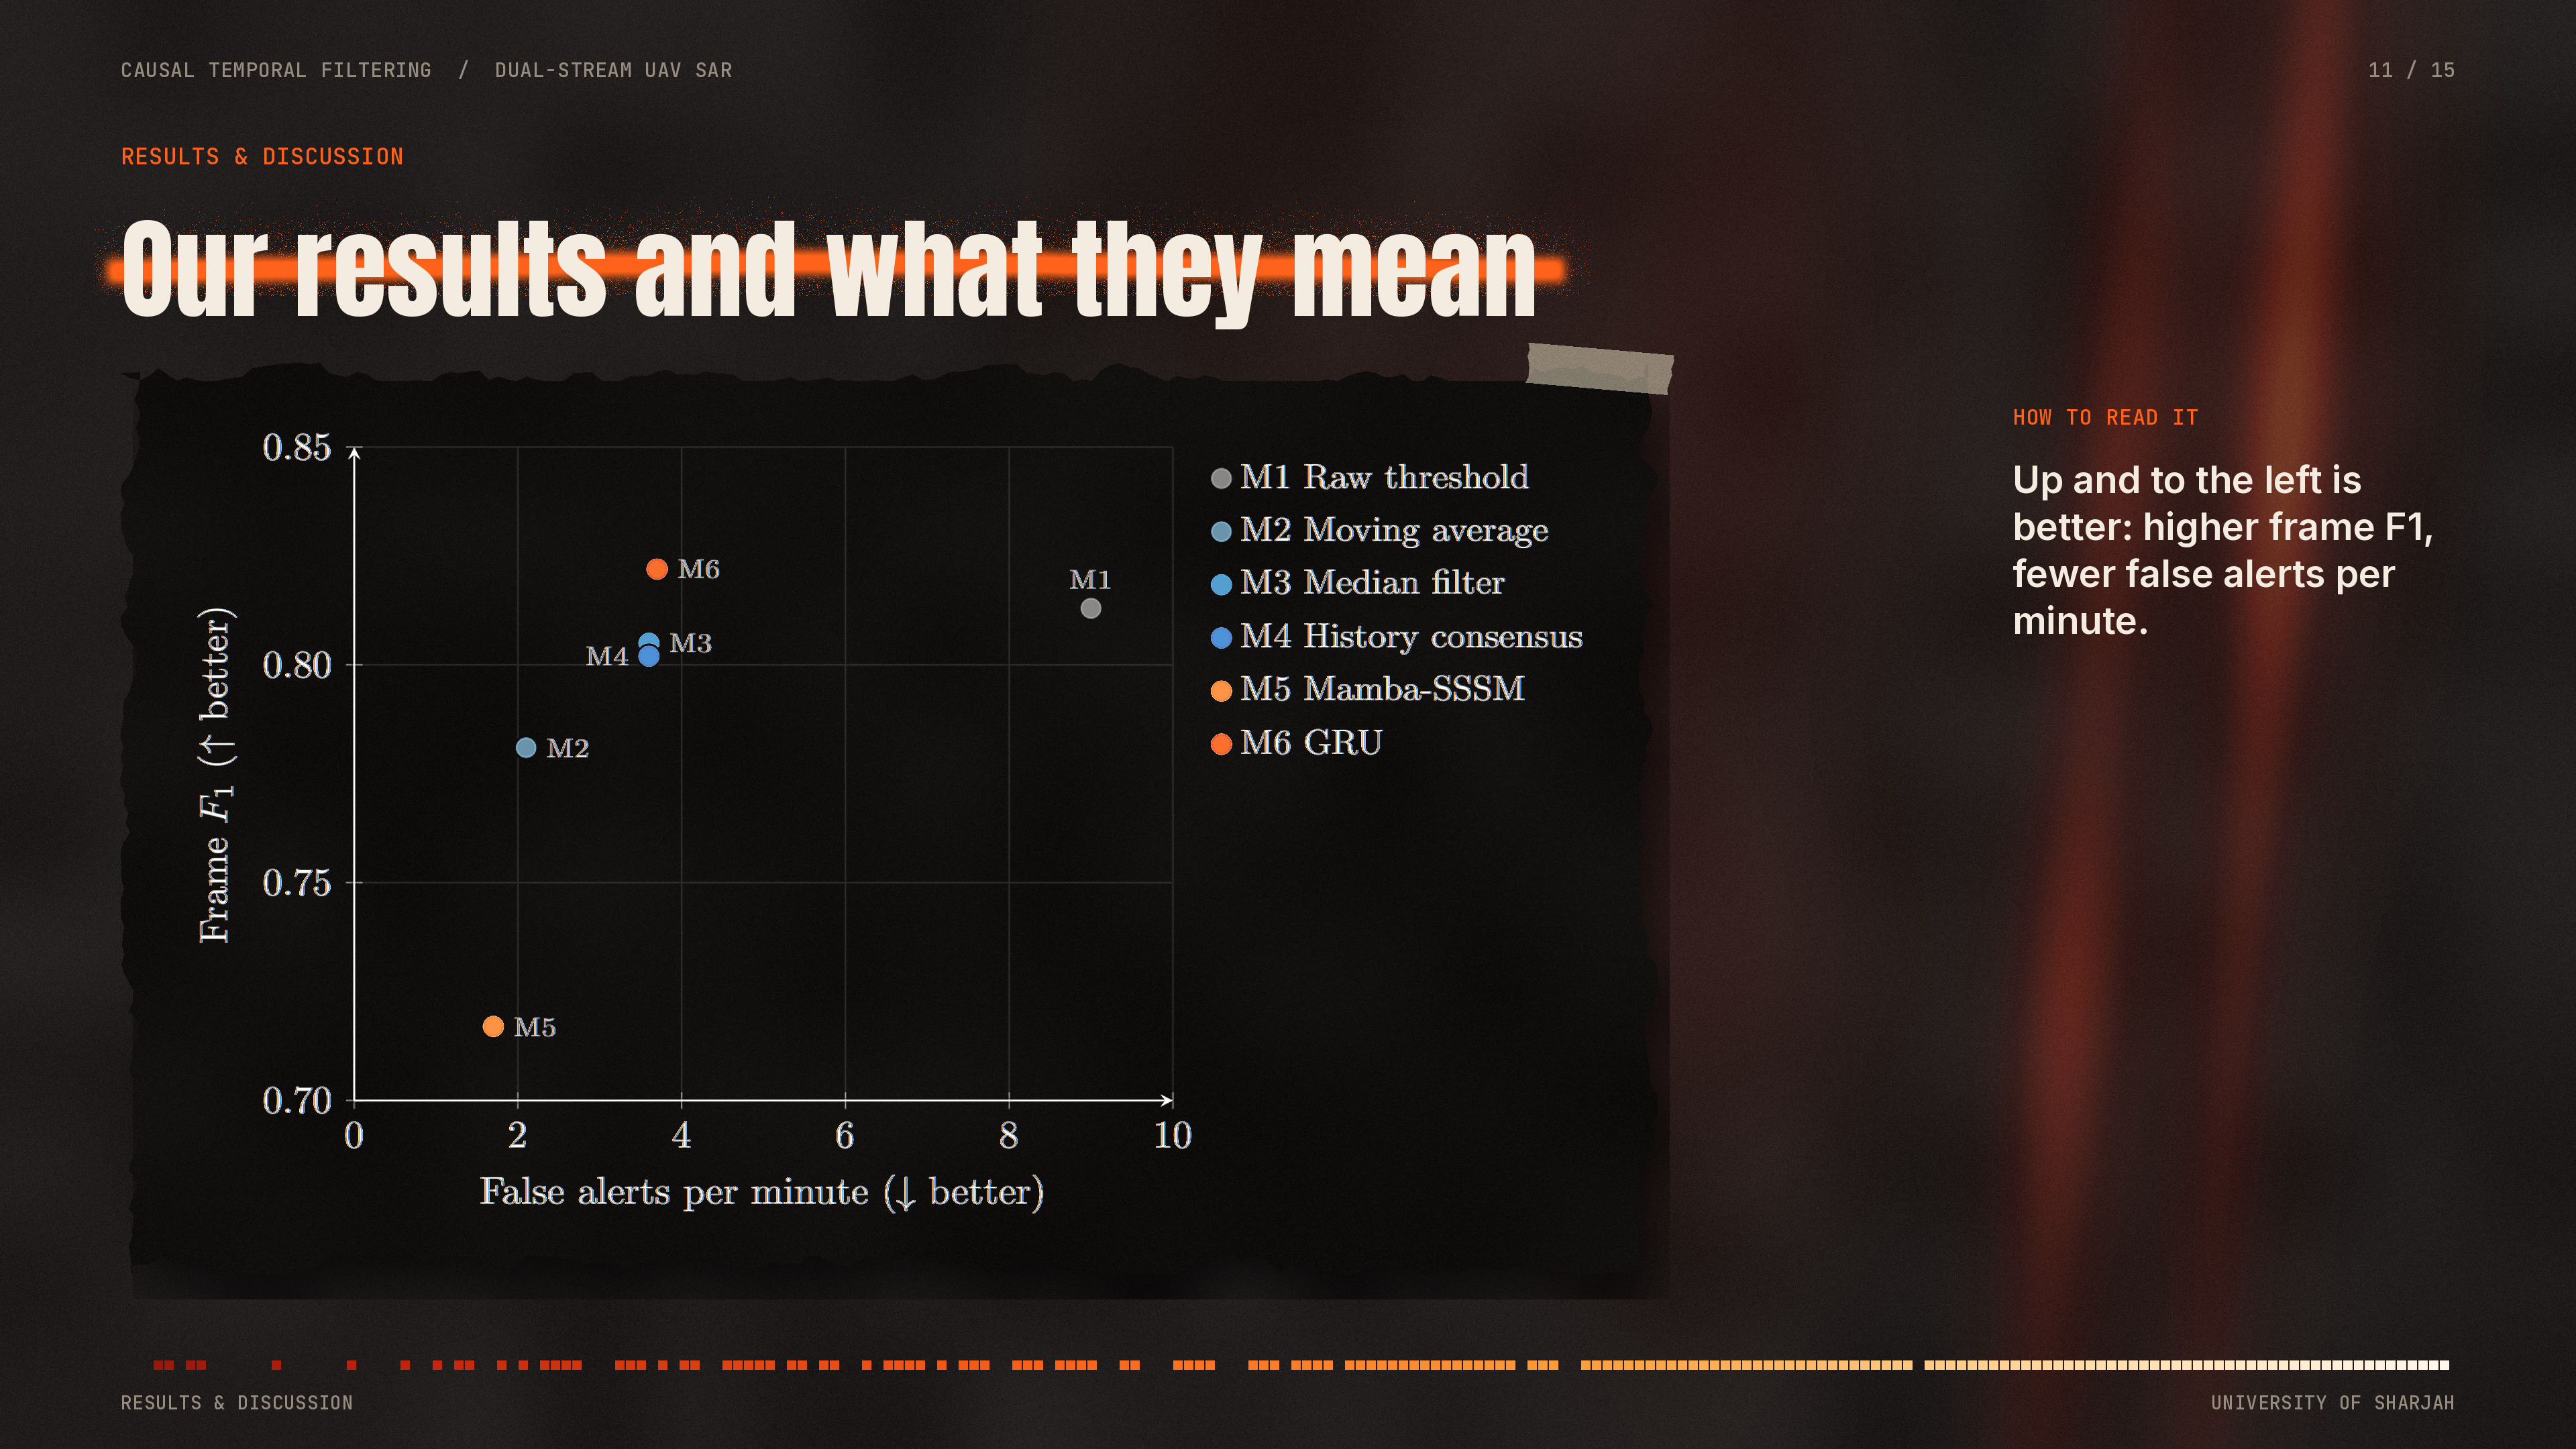 CAUSAL TEMPORAL FILTERING / DUAL-STREAM UAV SAR
11 / 15
RESULTS & DISCUSSION
Our results and what they mean
0.85
0.80
0.75
0.70
Frame F1 (↑ better)
0 2 4 6 8 10
False alerts per minute (↓ better)
M6
M1
M3
M4
M2
M5
M1 Raw threshold
M2 Moving average
M3 Median filter
M4 History consensus
M5 Mamba-SSSM
M6 GRU
HOW TO READ IT
Up and to the left is
better: higher frame F1,
fewer false alerts per
minute.
RESULTS & DISCUSSION
UNIVERSITY OF SHARJAH